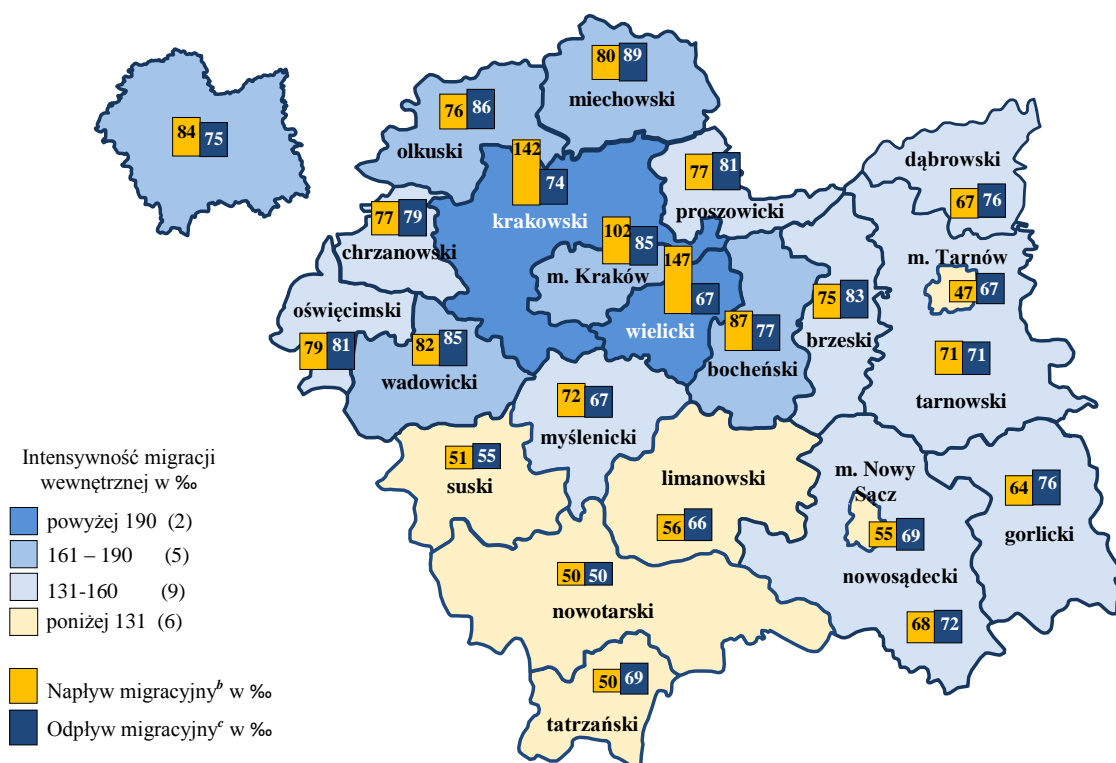 84 75
80 89
miechowski
76 86
olkuski
142 74
krakowski
77 81
proszowicki
dąbrowski
67 76
77 79
chrzanowski
102 85
m. Kraków
147 67
wielicki
m. Tarnów
47 67
oświęcimski
79 81
82 85
wadowicki
87 77
bocheński
75 83
brzeski
71 71
tarnowski
72 67
myślenicki
51 55
suski
limanowski
56 66
m. Nowy
Sącz
55 69
nowosądecki
68 72
64 76
gorlicki
50 50
nowotarski
50 69
tatrzański
Intensywność migracji
wewnętrznej w ‰
powyżej 190 (2)
161 – 190 (5)
131-160 (9)
poniżej 131 (6)
Napływ migracyjnyᵇ w ‰
Odpływ migracyjnyᶜ w ‰